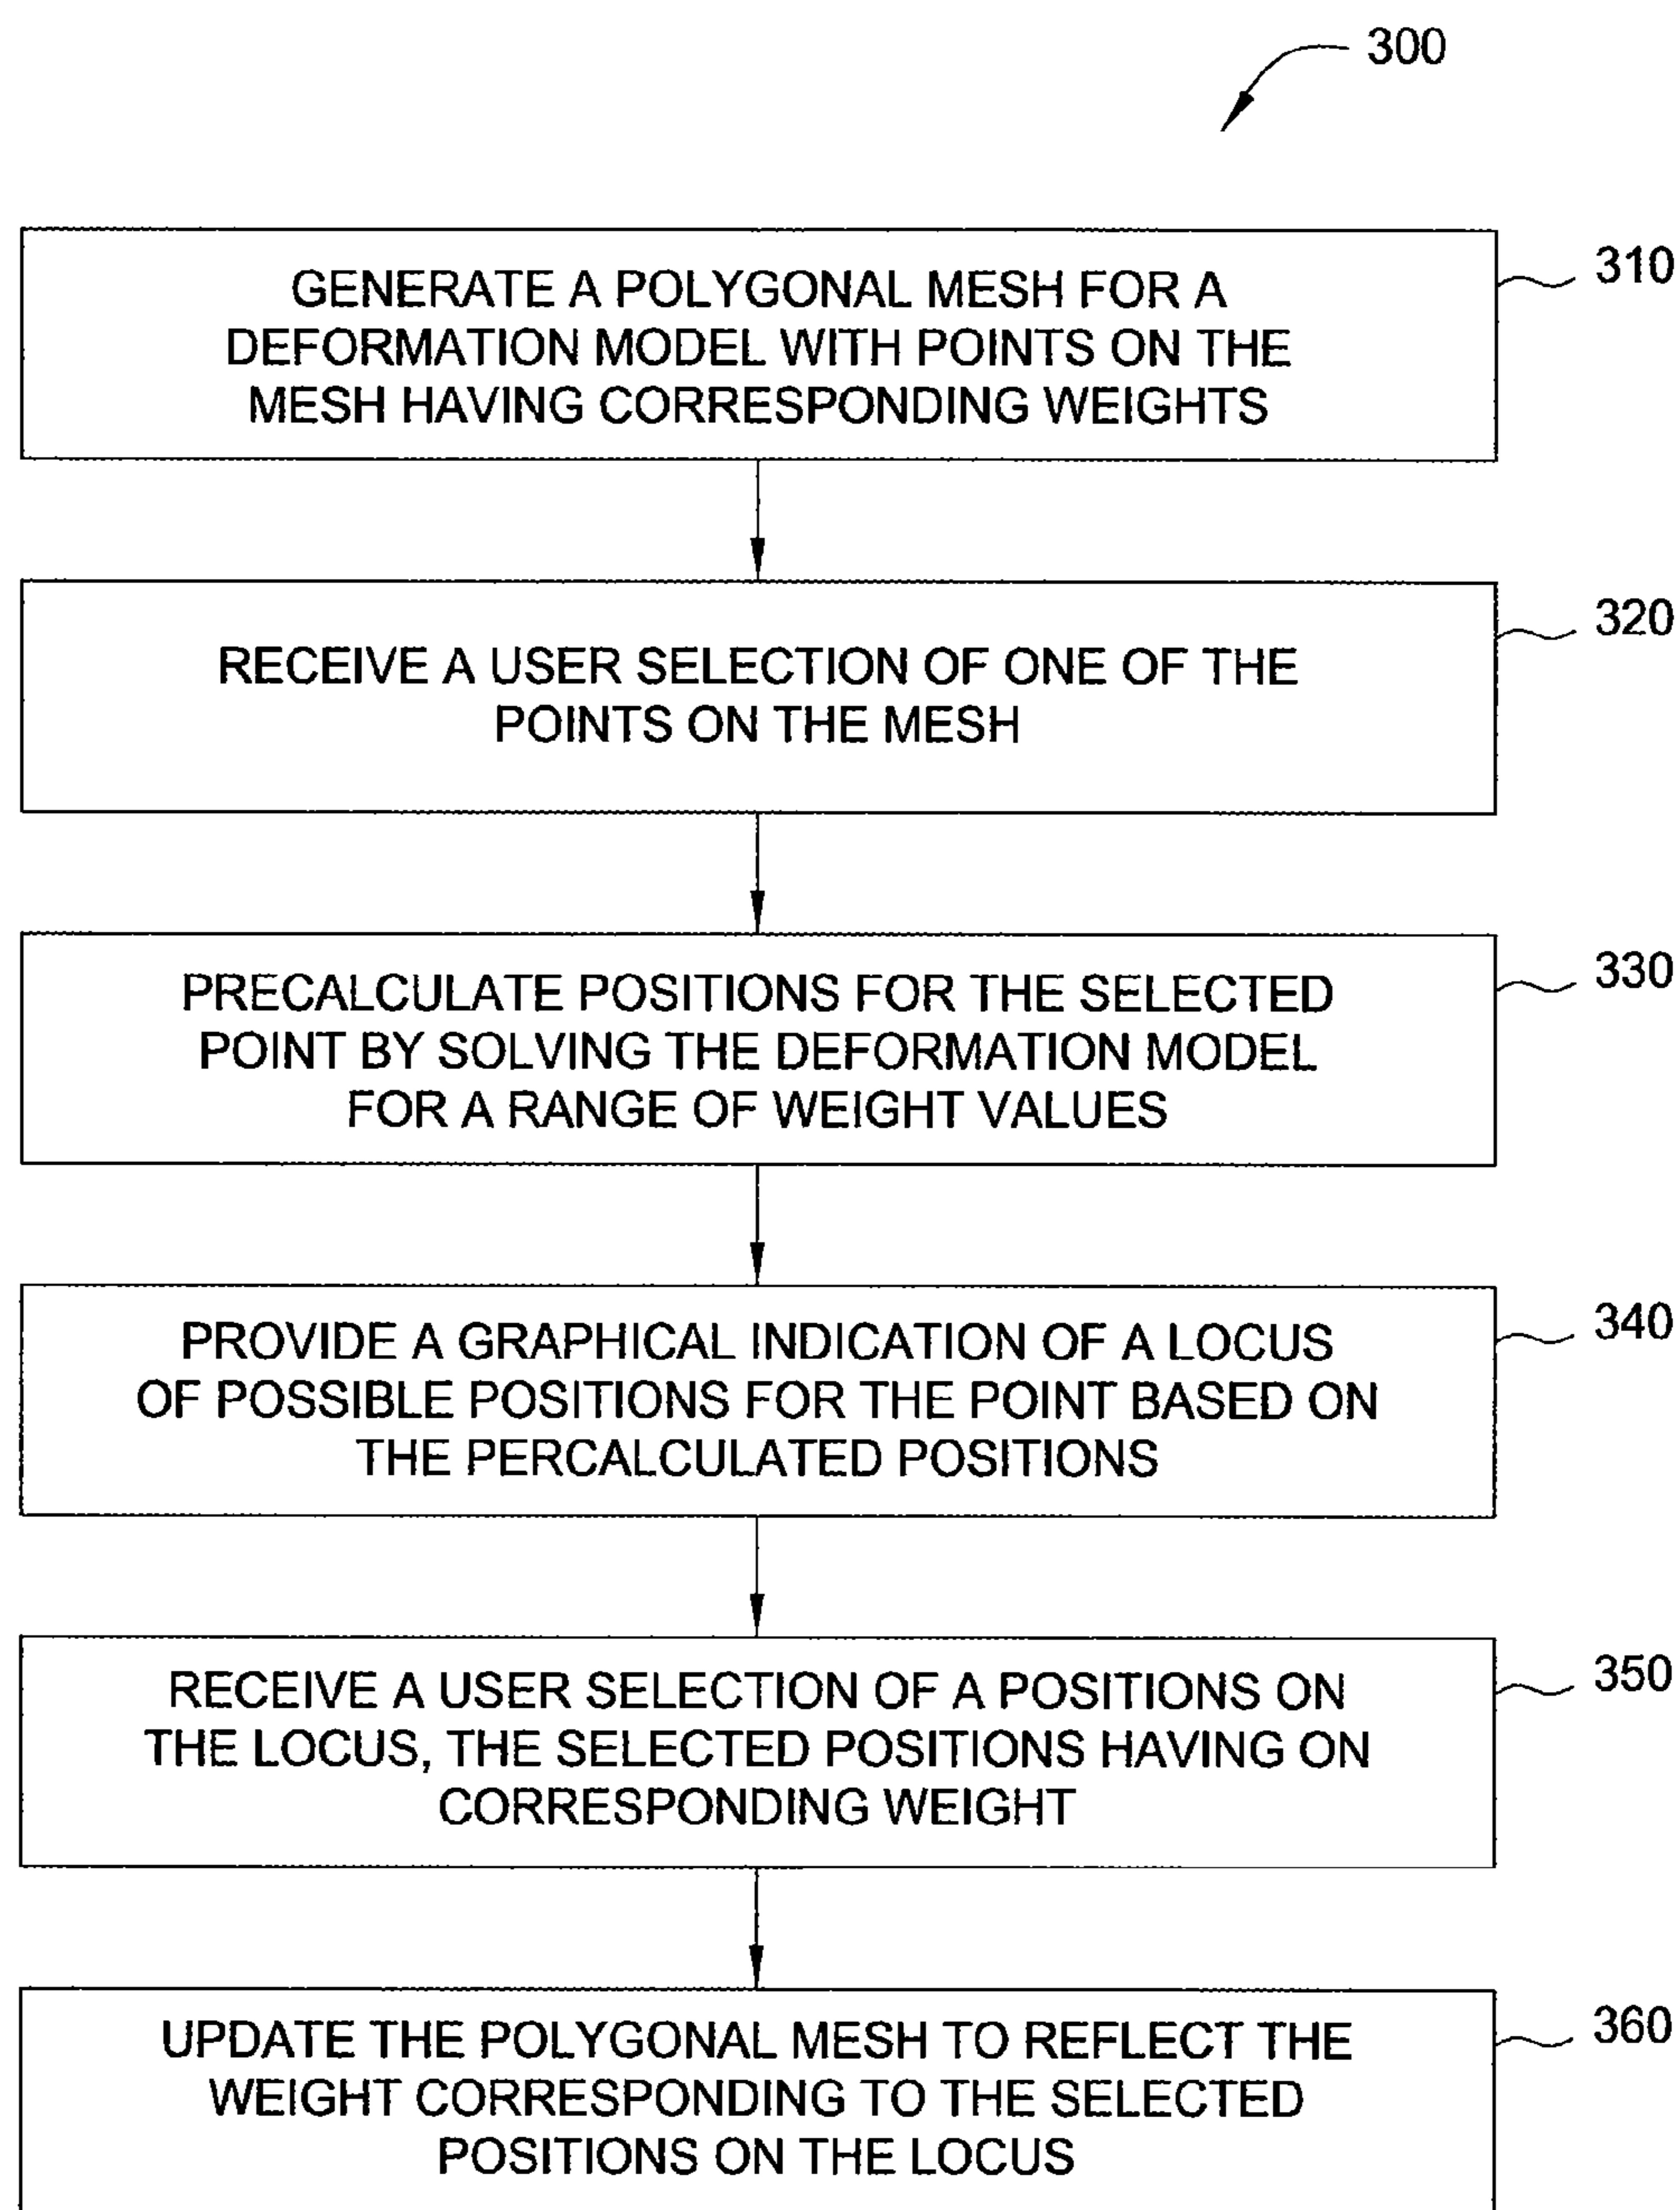 300
GENERATE A POLYGONAL MESH FOR A
DEFORMATION MODEL WITH POINTS ON THE
MESH HAVING CORRESPONDING WEIGHTS
310
RECEIVE A USER SELECTION OF ONE OF THE
POINTS ON THE MESH
320
PRECALCULATE POSITIONS FOR THE SELECTED
POINT BY SOLVING THE DEFORMATION MODEL
FOR A RANGE OF WEIGHT VALUES
330
PROVIDE A GRAPHICAL INDICATION OF A LOCUS
OF POSSIBLE POSITIONS FOR THE POINT BASED ON
THE PERCALCULATED POSITIONS
340
RECEIVE A USER SELECTION OF A POSITIONS ON
THE LOCUS, THE SELECTED POSITIONS HAVING ON
CORRESPONDING WEIGHT
350
UPDATE THE POLYGONAL MESH TO REFLECT THE
WEIGHT CORRESPONDING TO THE SELECTED
POSITIONS ON THE LOCUS
360